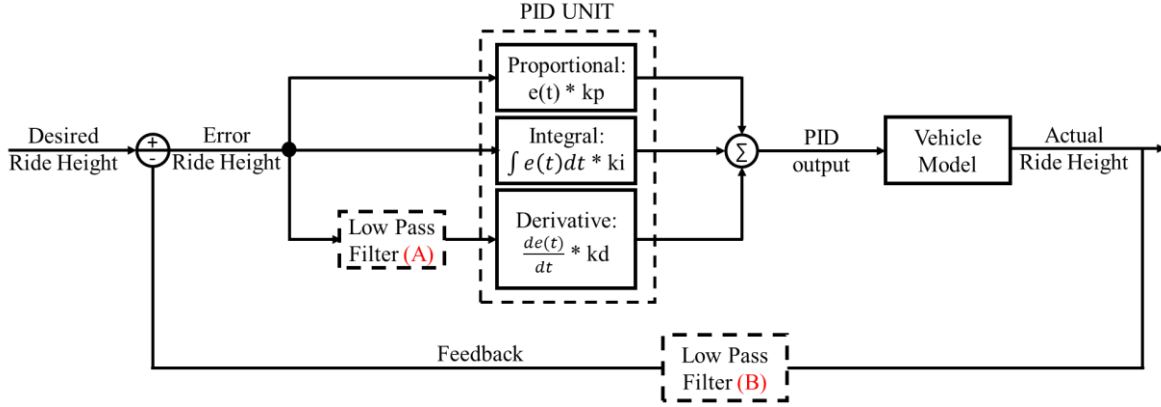 PID UNIT
Proportional:
e(t) * kp
Desired
Ride Height
+
-
Error
Ride Height
Integral:
∫ e(t)dt * ki
Σ
PID
output
Vehicle
Model
Actual
Ride Height
Low Pass
Filter (A)
Derivative:
de(t)/dt * kd
Feedback
Low Pass
Filter (B)